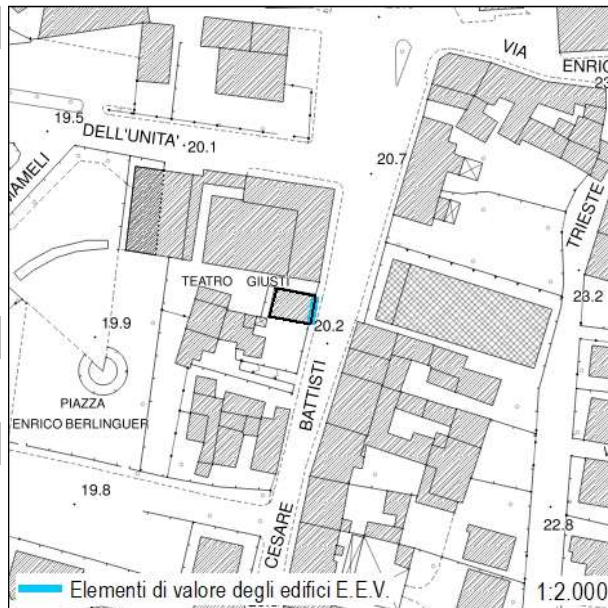 VIA
ENRIC
19.5
DELL'UNITA'
20.1
20.7
MAMELI
TRIESTE
TEATRO GIUSTI
23.2
20.2
19.9
BATTISTI
PIAZZA
ENRICO BERLINGUER
19.8
CESARE
22.8
Elementi di valore degli edifici E.E.V.
1:2.000